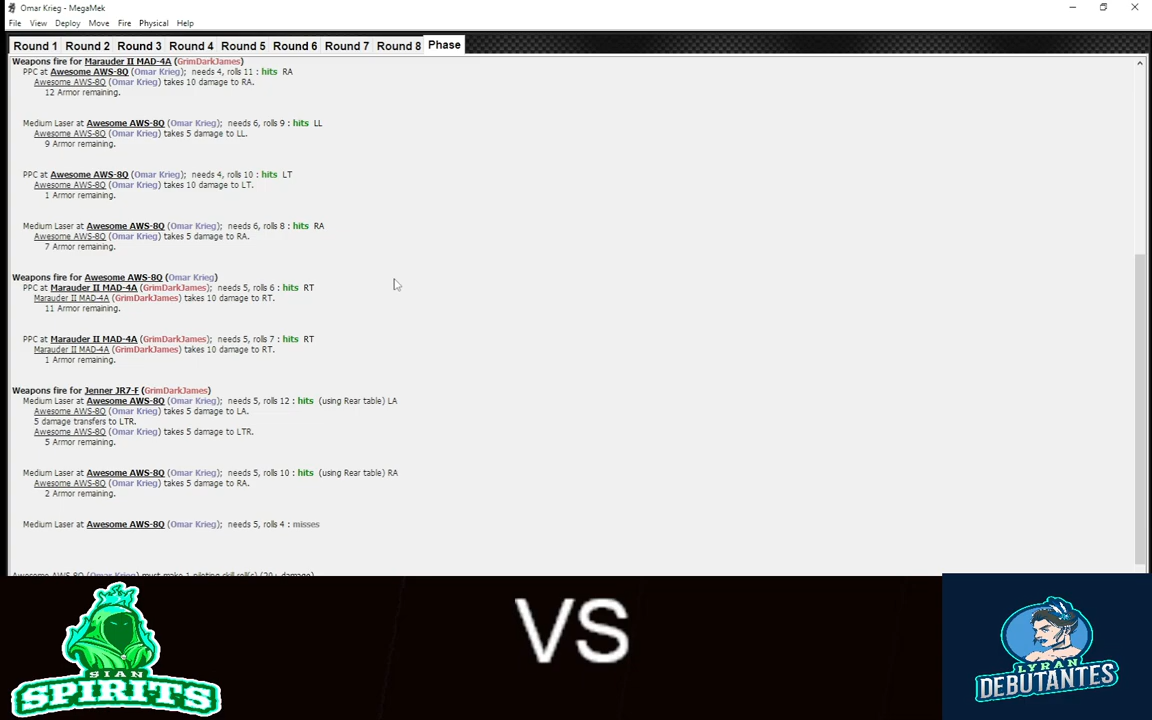 Omar Krieg - MegaMek
File View Deploy Move Fire Physical Help
Round 1 Round 2 Round 3 Round 4 Round 5 Round 6 Round 7 Round 8 Phase
Weapons fire for Marauder II MAD-4A (GrimDarkJames)
PPC at Awesome AWS-8Q (Omar Krieg); needs 4, rolls 11 : hits RA
Awesome AWS-8Q (Omar Krieg) takes 10 damage to RA.
12 Armor remaining.
Medium Laser at Awesome AWS-8Q (Omar Krieg); needs 6, rolls 9 : hits LL
Awesome AWS-8Q (Omar Krieg) takes 5 damage to LL.
9 Armor remaining.
PPC at Awesome AWS-8Q (Omar Krieg); needs 4, rolls 10 : hits LT
Awesome AWS-8Q (Omar Krieg) takes 10 damage to LT.
1 Armor remaining.
Medium Laser at Awesome AWS-8Q (Omar Krieg); needs 6, rolls 8 : hits RA
Awesome AWS-8Q (Omar Krieg) takes 5 damage to RA.
7 Armor remaining.
Weapons fire for Awesome AWS-8Q (Omar Krieg)
PPC at Marauder II MAD-4A (GrimDarkJames); needs 5, rolls 6 : hits RT
Marauder II MAD-4A (GrimDarkJames) takes 10 damage to RT.
11 Armor remaining.
PPC at Marauder II MAD-4A (GrimDarkJames); needs 5, rolls 7 : hits RT
Marauder II MAD-4A (GrimDarkJames) takes 10 damage to RT.
1 Armor remaining.
Weapons fire for Jenner JR7-F (GrimDarkJames)
Medium Laser at Awesome AWS-8Q (Omar Krieg); needs 5, rolls 12 : hits (using Rear table) LA
Awesome AWS-8Q (Omar Krieg) takes 5 damage to LA.
5 damage transfers to LTR.
Awesome AWS-8Q (Omar Krieg) takes 5 damage to LTR.
5 Armor remaining.
Medium Laser at Awesome AWS-8Q (Omar Krieg); needs 5, rolls 10 : hits (using Rear table) RA
Awesome AWS-8Q (Omar Krieg) takes 5 damage to RA.
2 Armor remaining.
Medium Laser at Awesome AWS-8Q (Omar Krieg); needs 5, rolls 4 : misses
Awesome AWS-8Q (Omar Krieg) must make 1 piloting skill roll(s) (20+ damage)
VS
SIAN
SPIRITS
LYRAN
DEBUTANTES